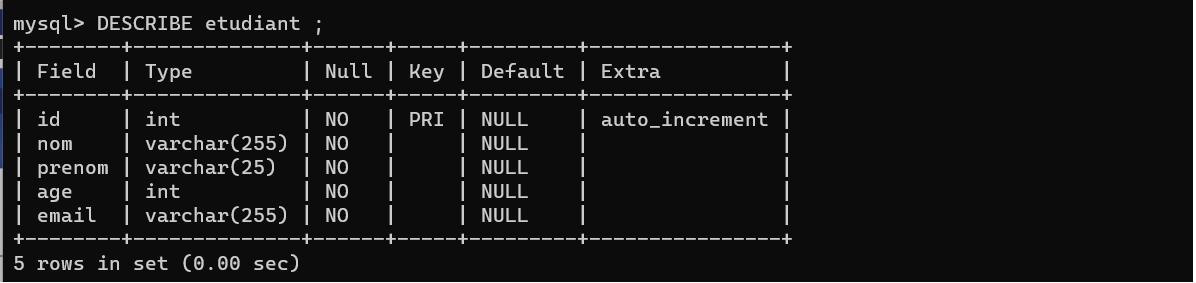 mysql> DESCRIBE etudiant ;
+--------+--------------+------+-----+---------+----------------+
| Field  | Type         | Null | Key | Default | Extra          |
+--------+--------------+------+-----+---------+----------------+
| id     | int          | NO   | PRI | NULL    | auto_increment |
| nom    | varchar(255) | NO   |     | NULL    |                |
| prenom | varchar(25)  | NO   |     | NULL    |                |
| age    | int          | NO   |     | NULL    |                |
| email  | varchar(255) | NO   |     | NULL    |                |
+--------+--------------+------+-----+---------+----------------+
5 rows in set (0.00 sec)